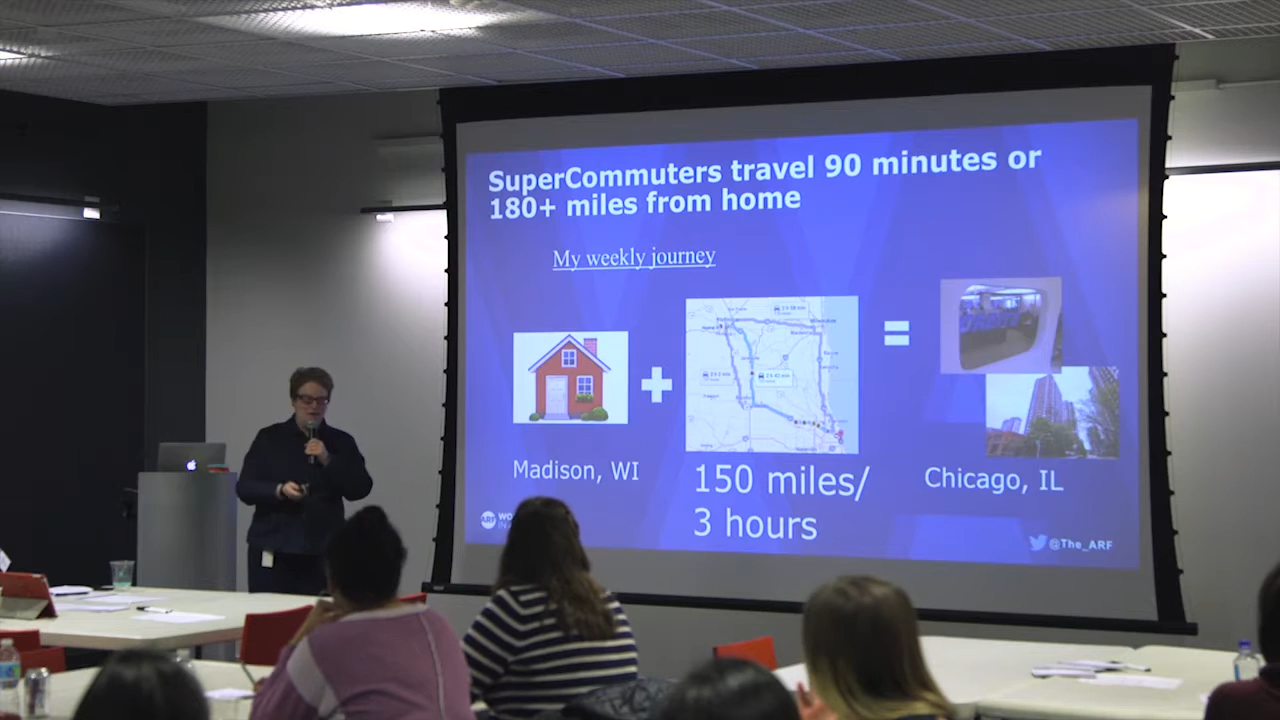 SuperCommuters travel 90 minutes or
180+ miles from home
My weekly journey
Madison, WI
150 miles/
3 hours
Chicago, IL
ARF
@The_ARF